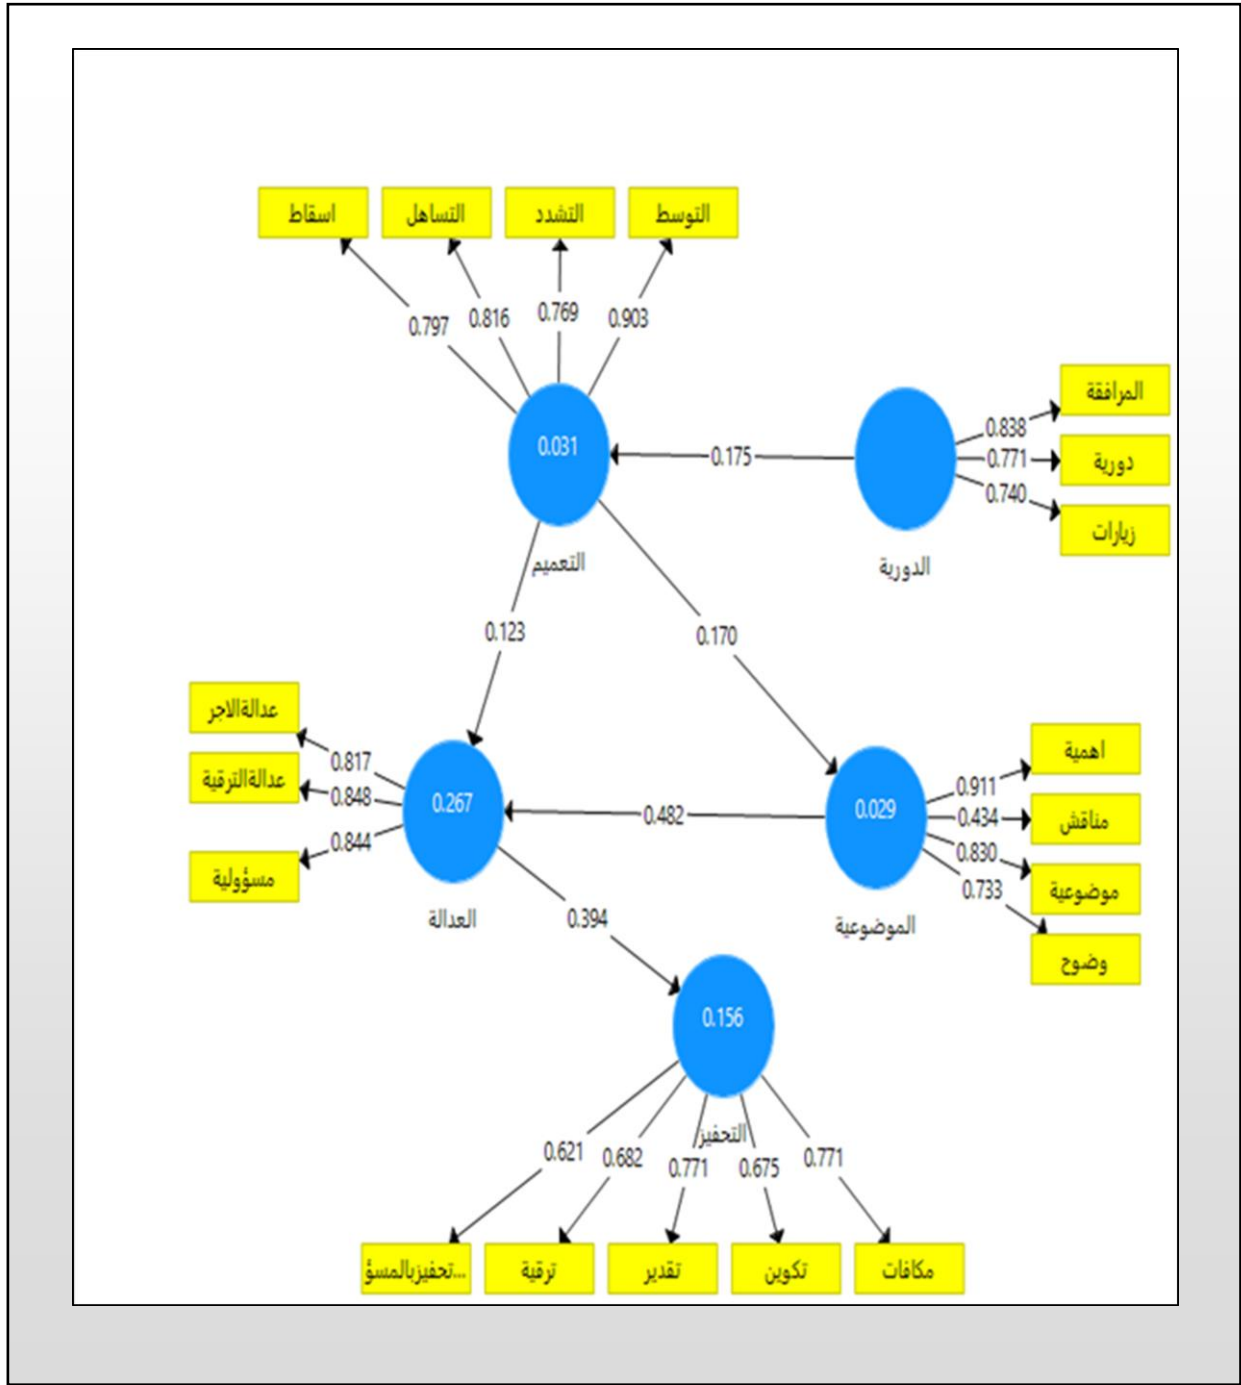 اسقاط
التساهل
التشدد
التوسط
0.797
0.816
0.769
0.903
المرافقة
0.838
0.031
0.175
0.771
دورية
0.740
زيارات
التعميم
الدورية
0.123
0.170
عدالةالاجر
0.817
عدالةالترقية
0.848
0.844
مسؤولية
0.267
العدالة
0.482
0.029
الموضوعية
اهمية
0.911
0.434
مناقش
0.830
موضوعية
0.733
وضوح
0.394
0.156
التحفيز
0.621
0.682
0.771
0.675
0.771
تحفيزبالمسؤ...
ترقية
تقدير
تكوين
مكافات